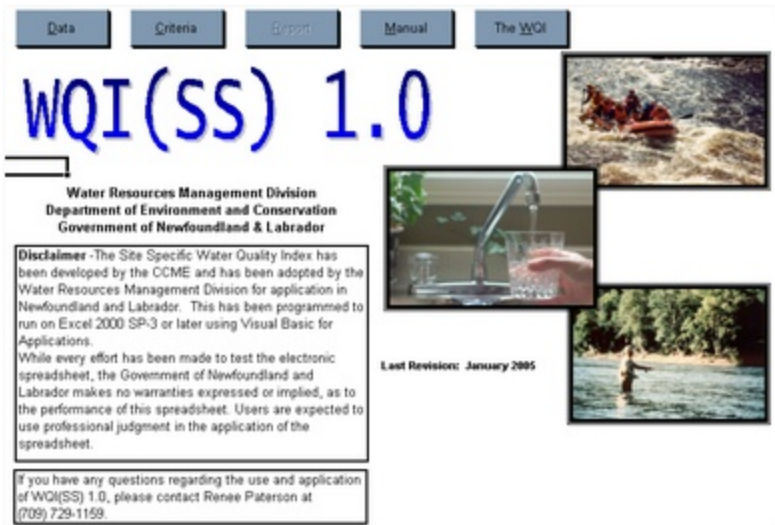 Data Criteria Report Manual The WQI
WQI(SS) 1.0
Water Resources Management Division
Department of Environment and Conservation
Government of Newfoundland & Labrador
Disclaimer -The Site Specific Water Quality Index has
been developed by the CCME and has been adopted by the
Water Resources Management Division for application in
Newfoundland and Labrador. This has been programmed to
run on Excel 2000 SP-3 or later using Visual Basic for
Applications.
While every effort has been made to test the electronic
spreadsheet, the Government of Newfoundland and
Labrador makes no warranties expressed or implied, as to
the performance of this spreadsheet. Users are expected to
use professional judgment in the application of the
spreadsheet.
Last Revision: January 2005
If you have any questions regarding the use and application
of WQI(SS) 1.0, please contact Renee Paterson at
(709) 729-1159.